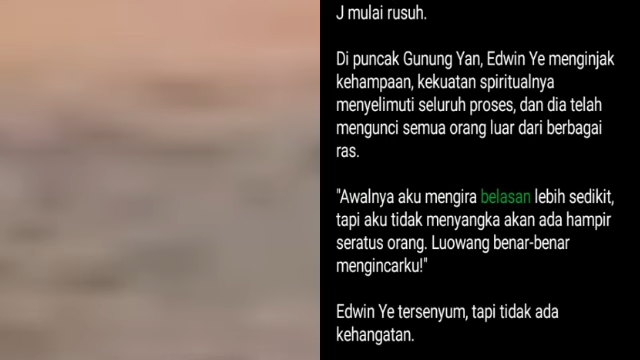 J mulai rusuh.
Di puncak Gunung Yan, Edwin Ye menginjak
kehampaan, kekuatan spiritualnya
menyelimuti seluruh proses, dan dia telah
mengunci semua orang luar dari berbagai
ras.
"Awalnya aku mengira belasan lebih sedikit,
tapi aku tidak menyangka akan ada hampir
seratus orang. Luowang benar-benar
mengincarku!"
Edwin Ye tersenyum, tapi tidak ada
kehangatan.